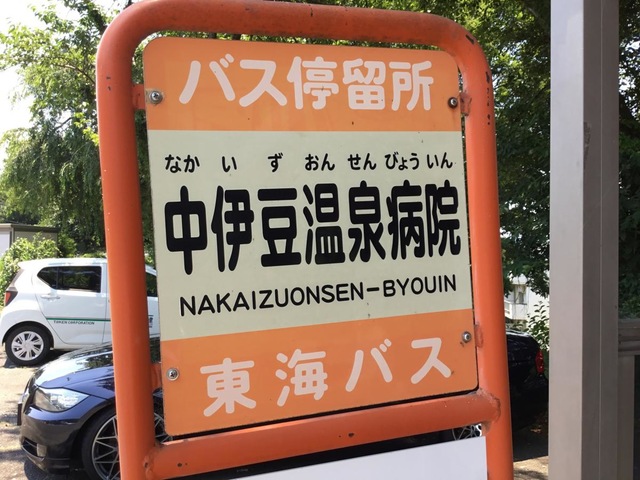 バス停留所
なか い ず おん せん びょう いん
中伊豆温泉病院
NAKAIZUONSEN-BYOUIN
東海バス